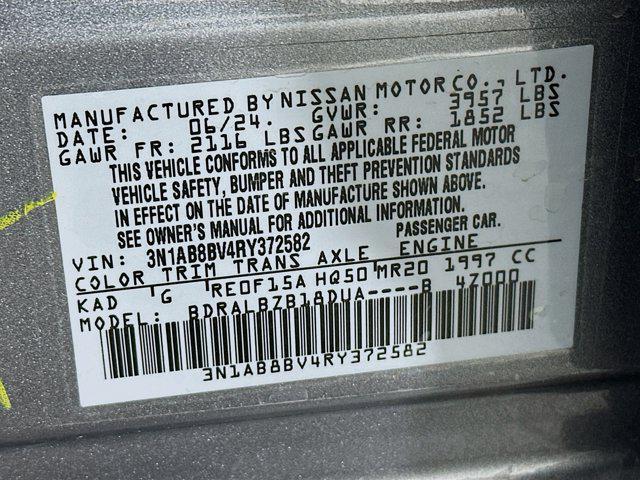 MANUFACTURED BY NISSAN MOTOR CO., LTD.
DATE: 06/24. GVWR: 3957 LBS
GAWR FR: 2116 LBS GAWR RR: 1852 LBS
THIS VEHICLE CONFORMS TO ALL APPLICABLE FEDERAL MOTOR
VEHICLE SAFETY, BUMPER AND THEFT PREVENTION STANDARDS
IN EFFECT ON THE DATE OF MANUFACTURE SHOWN ABOVE.
SEE OWNER'S MANUAL FOR ADDITIONAL INFORMATION.
VIN: 3N1AB8BV4RY372582 PASSENGER CAR.
COLOR TRIM TRANS AXLE ENGINE
KAD G RE0F15A HQ50 MR20 1997 CC
MODEL: BDRALBZB18DUA----B 4Z000
3N1AB8BV4RY372582